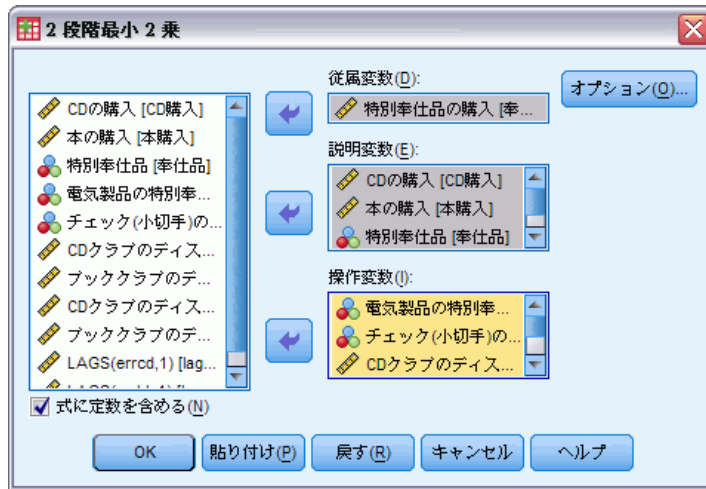 2 段階最小 2 乗
CDの購入 [CD購入]
本の購入 [本購入]
特別奉仕品 [奉仕品]
電気製品の特別奉...
チェック(小切手)の...
CDクラブのディス...
ブッククラブのデ...
CDクラブのディス...
ブッククラブのデ...
LAGS(errcd,1) [lag...
式に定数を含める(N)
従属変数(D):
特別奉仕品の購入 [奉...
説明変数(E):
CDの購入 [CD購入]
本の購入 [本購入]
特別奉仕品 [奉仕品]
操作変数(I):
電気製品の特別奉...
チェック(小切手)の...
CDクラブのディス...
オプション(O)...
OK
貼り付け(P)
戻す(R)
キャンセル
ヘルプ